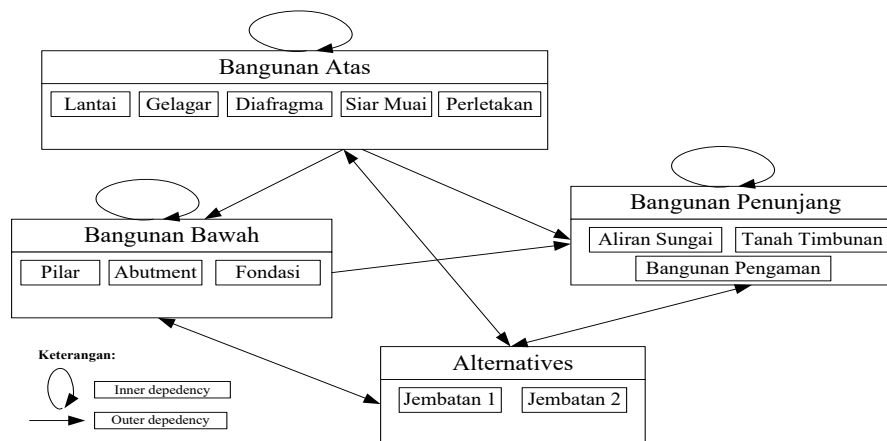 Bangunan Atas
Lantai Gelagar Diafragma Siar Muai Perletakan
Bangunan Bawah
Pilar Abutment Fondasi
Bangunan Penunjang
Aliran Sungai Tanah Timbunan
Bangunan Pengaman
Alternatives
Jembatan 1 Jembatan 2
Keterangan:
Inner depedency
Outer depedency